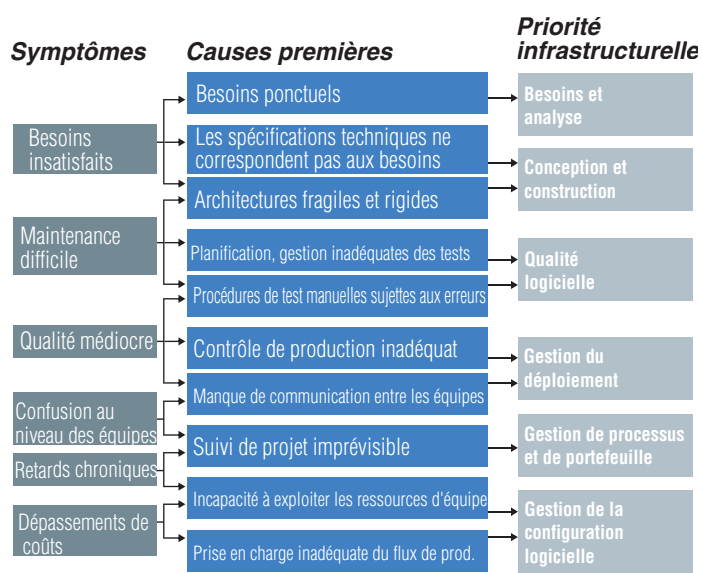 Symptômes
Causes premières
Priorité
infrastructurelle
Besoins
insatisfaits
Maintenance
difficile
Qualité médiocre
Confusion au
niveau des équipes
Retards chroniques
Dépassements de
coûts
Besoins ponctuels
Les spécifications techniques ne
correspondent pas aux besoins
Architectures fragiles et rigides
Planification, gestion inadéquates des tests
Procédures de test manuelles sujettes aux erreurs
Contrôle de production inadéquat
Manque de communication entre les équipes
Suivi de projet imprévisible
Incapacité à exploiter les ressources d'équipe
Prise en charge inadéquate du flux de prod.
Besoins et
analyse
Conception et
construction
Qualité
logicielle
Gestion du
déploiement
Gestion de processus
et de portefeuille
Gestion de la
configuration
logicielle